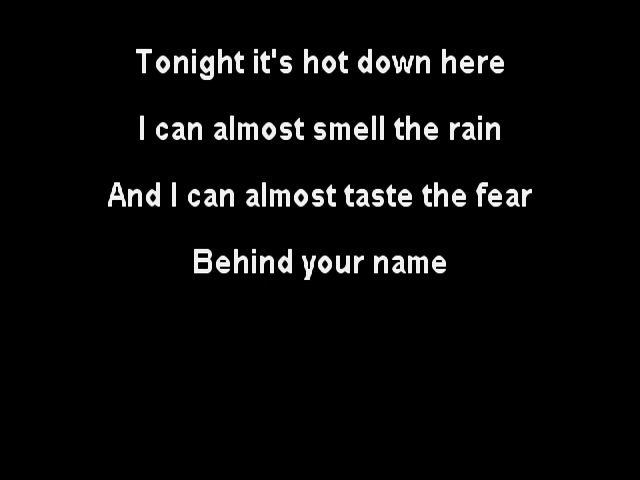 Tonight it's hot down here
I can almost smell the rain
And I can almost taste the fear
Behind your name